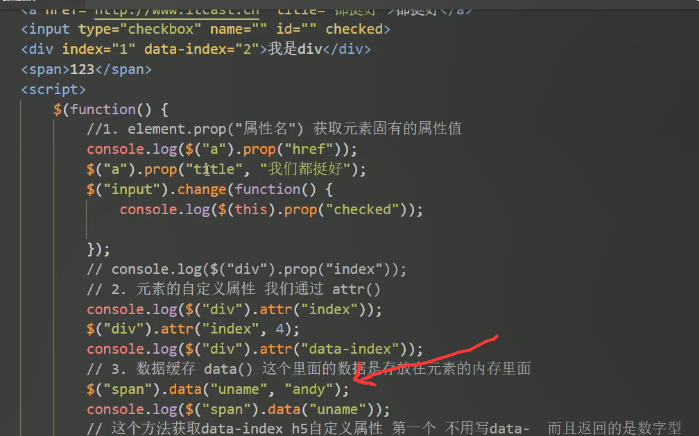 <a href="http://www.itcast.cn" title="都挺好">都挺好</a>
<input type="checkbox" name="" id="" checked>
<div index="1" data-index="2">我是div</div>
<span>123</span>
<script>
$(function() {
//1. element.prop("属性名") 获取元素固有的属性值
console.log($("a").prop("href"));
$("a").prop("title", "我们都挺好");
$("input").change(function() {
console.log($(this).prop("checked"));
});
// console.log($("div").prop("index"));
// 2. 元素的自定义属性 我们通过 attr()
console.log($("div").attr("index"));
$("div").attr("index", 4);
console.log($("div").attr("data-index"));
// 3. 数据缓存 data() 这个里面的数据是存放在元素的内存里面
$("span").data("uname", "andy");
console.log($("span").data("uname"));
// 这个方法获取data-index h5自定义属性 第一个 不用写data- 而且返回的是数字型